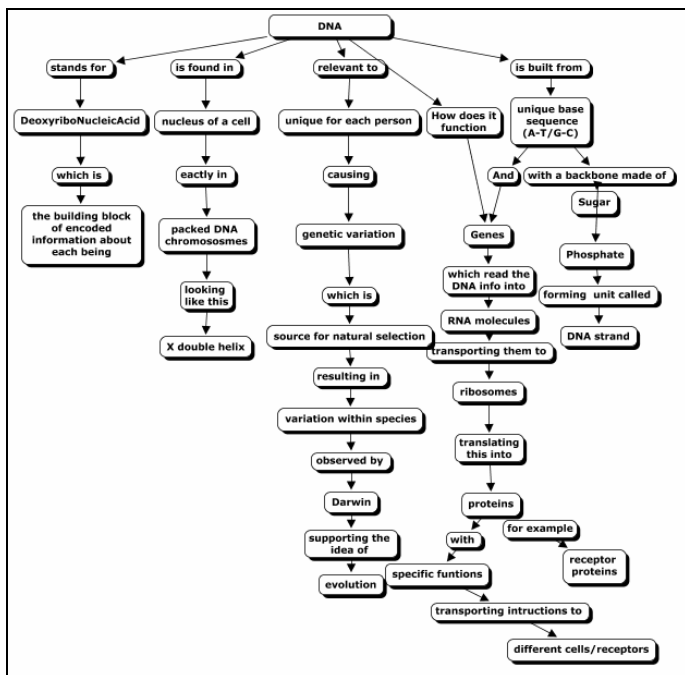 DNA
stands for
is found in
relevant to
is built from
DeoxyriboNucleicAcid
nucleus of a cell
unique for each person
How does it
function
unique base
sequence
(A-T/G-C)
which is
eactly in
causing
And
with a backbone made of
the building block
of encoded
information about
each being
packed DNA
chromososmes
genetic variation
Genes
Sugar
Phosphate
looking
like this
which is
which read the
DNA info into
forming unit called
X double helix
source for natural selection
RNA molecules
DNA strand
transporting them to
resulting in
ribosomes
variation within species
translating
this into
observed by
Darwin
proteins
supporting the
idea of
with
for example
evolution
specific funtions
receptor
proteins
transporting intructions to
different cells/receptors